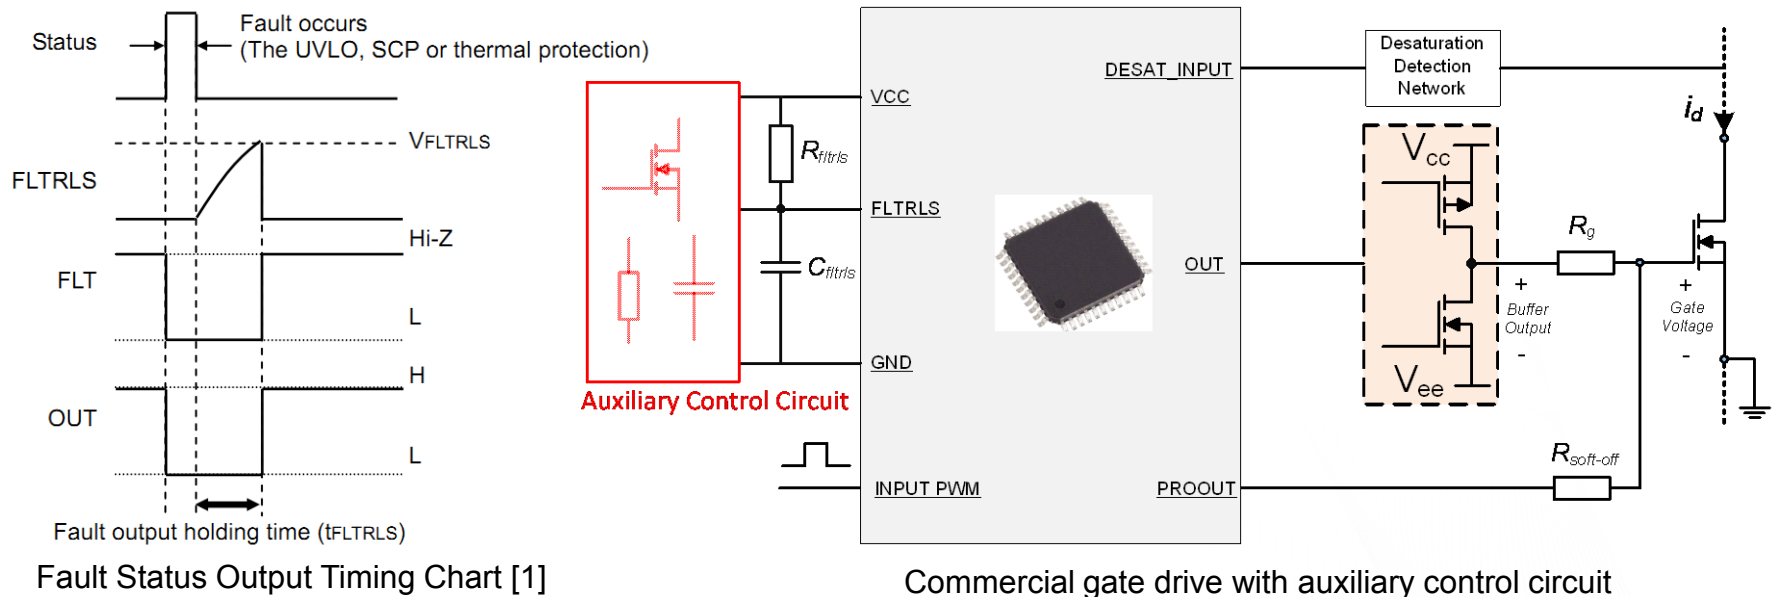 Status
Fault occurs
(The UVLO, SCP or thermal protection)
VFLTRLS
FLTRLS
Hi-Z
FLT
L
H
OUT
L
Fault output holding time (tFLTRLS)
Fault Status Output Timing Chart [1]
Auxiliary Control Circuit
Rfltrls
Cfltrls
VCC
FLTRLS
GND
INPUT PWM
DESAT_INPUT
OUT
PROOUT
Desaturation
Detection
Network
Vcc
Vee
+
Buffer
Output
-
Rg
+
Gate
Voltage
-
id
Rsoft-off
Commercial gate drive with auxiliary control circuit